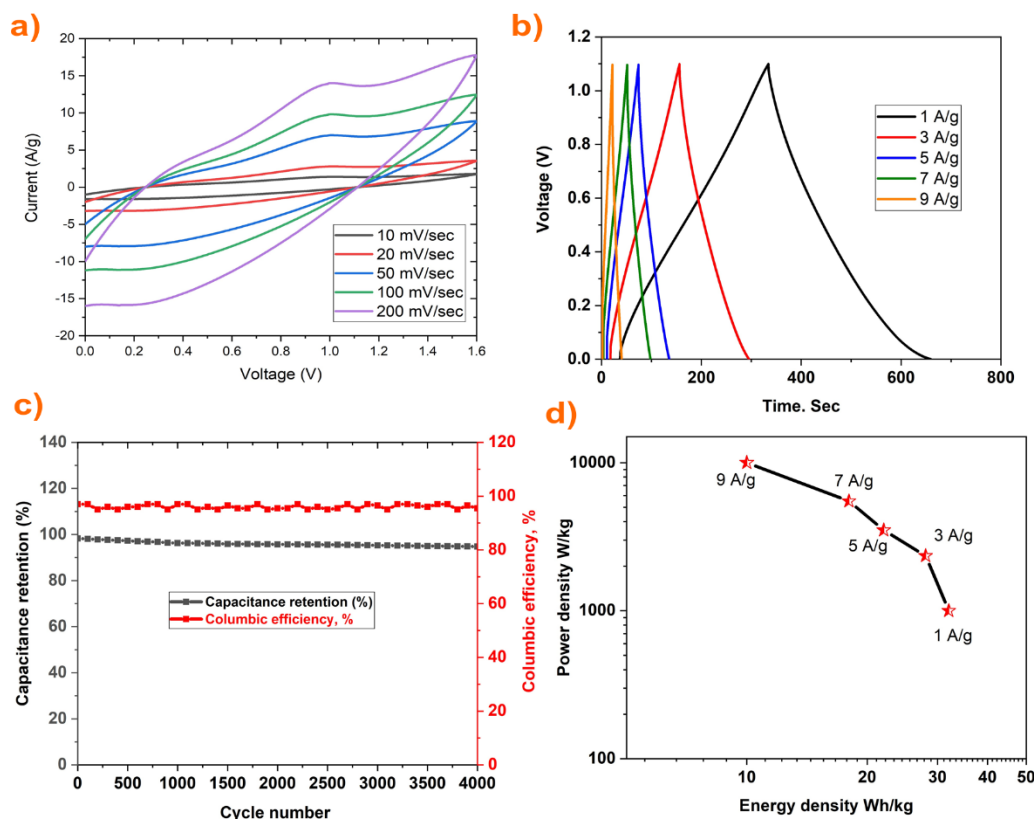 a)
20
15
10
5
0
-5
-10
-15
-20
Current (A/g)
10 mV/sec
20 mV/sec
50 mV/sec
100 mV/sec
200 mV/sec
0.0 0.2 0.4 0.6 0.8 1.0 1.2 1.4 1.6
Voltage (V)
b)
1.2
1.0
0.8
0.6
0.4
0.2
0.0
Voltage (V)
1 A/g
3 A/g
5 A/g
7 A/g
9 A/g
0 200 400 600 800
Time. Sec
c)
140
120
100
80
60
40
20
0
Capacitance retention (%)
Capacitance retention (%)
Columbic efficiency, %
120
100
80
60
40
20
0
Columbic efficiency, %
0 500 1000 1500 2000 2500 3000 3500 4000
Cycle number
d)
10000
1000
100
Power density W/kg
9 A/g
7 A/g
5 A/g
3 A/g
1 A/g
10 20 30 40 50
Energy density Wh/kg